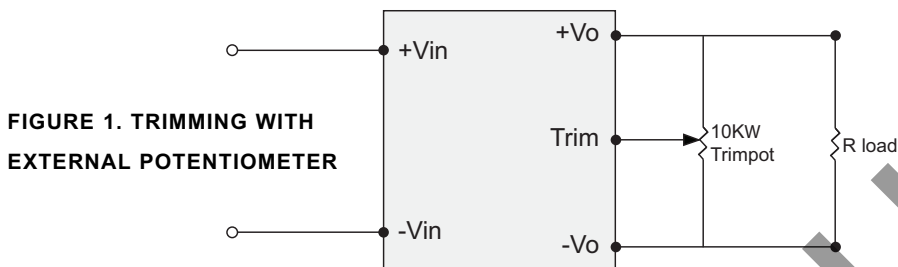 +Vo
+Vin
FIGURE 1. TRIMMING WITH
EXTERNAL POTENTIOMETER
Trim
10KW
Trimpot
R load
-Vin
-Vo